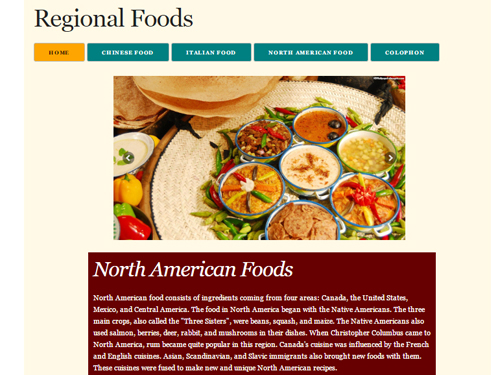 Regional Foods
HOME CHINESE FOOD ITALIAN FOOD NORTH AMERICAN FOOD COLOPHON
North American Foods
North American food consists of ingredients coming from four areas: Canada, the United States,
Mexico, and Central America. The food in North America began with the Native Americans. The three
main crops, also called the "Three Sisters", were beans, squash, and maize. The Native Americans also
used salmon, berries, deer, rabbit, and mushrooms in their dishes. When Christopher Columbus came to
North America, rum became quite popular in this region. Canada's cuisine was influenced by the French
and English cuisines. Asian, Scandinavian, and Slavic immigrants also brought new foods with them.
These cuisines were fused to make new and unique North American recipes.